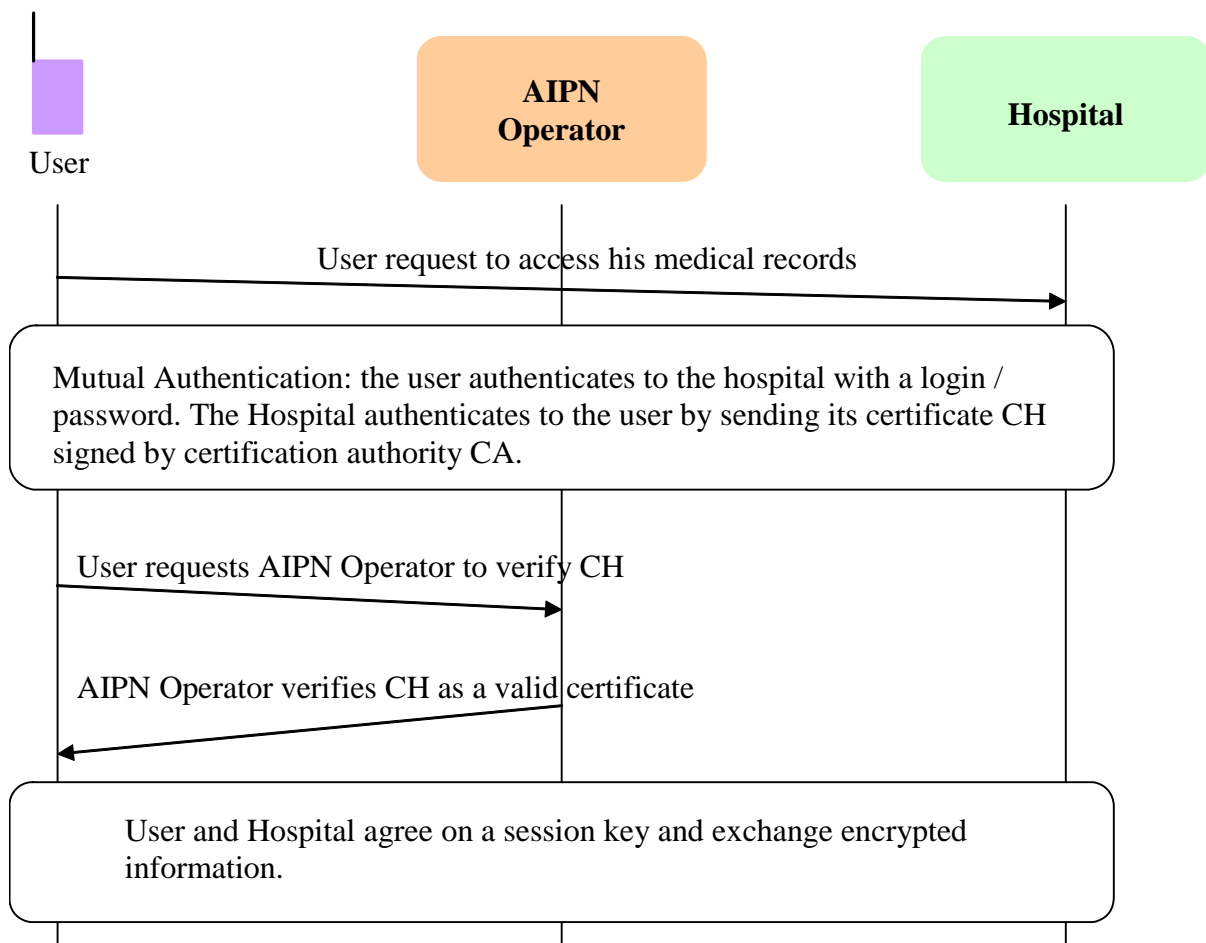 AIPN
Operator
Hospital
User
User request to access his medical records
Mutual Authentication: the user authenticates to the hospital with a login /
password. The Hospital authenticates to the user by sending its certificate CH
signed by certification authority CA.
User requests AIPN Operator to verify CH
AIPN Operator verifies CH as a valid certificate
User and Hospital agree on a session key and exchange encrypted
information.